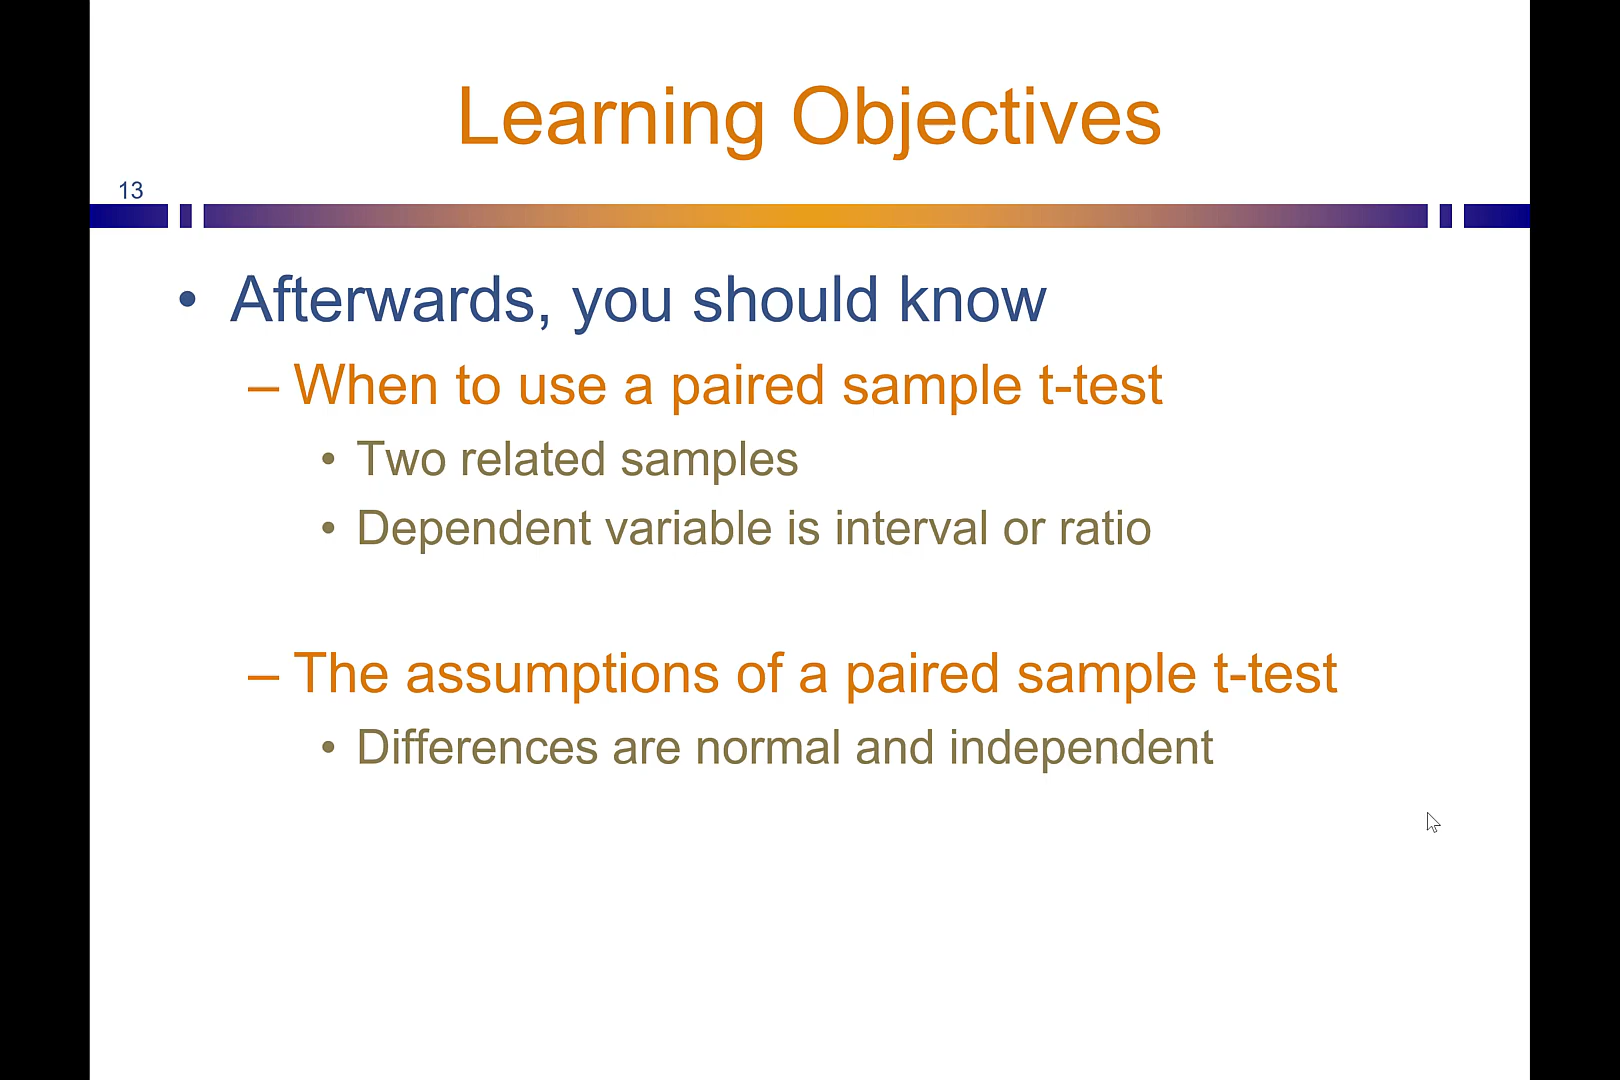 Learning Objectives
13
• Afterwards, you should know
– When to use a paired sample t-test
• Two related samples
• Dependent variable is interval or ratio
– The assumptions of a paired sample t-test
• Differences are normal and independent